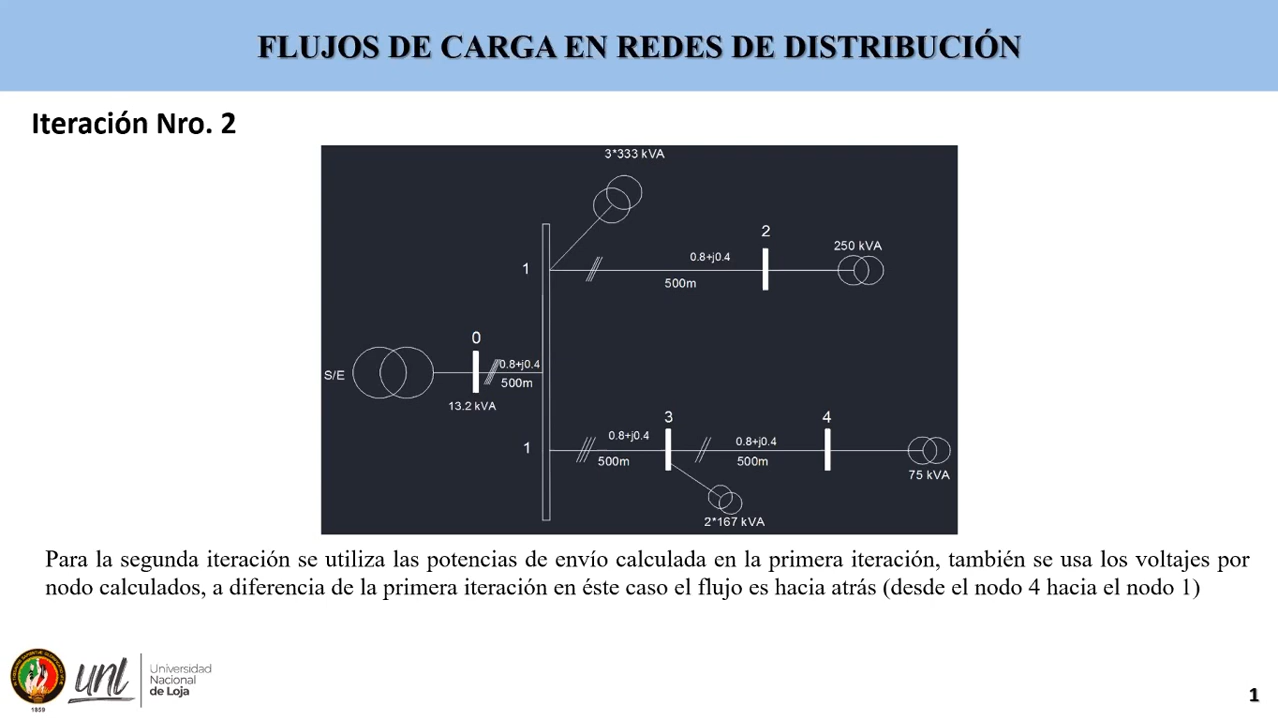 FLUJOS DE CARGA EN REDES DE DISTRIBUCIÓN
Iteración Nro. 2
3*333 kVA
2
250 kVA
0.8+j0.4
1
500m
0
S/E
0.8+j0.4
500m
13.2 kVA
3
4
0.8+j0.4
0.8+j0.4
1
500m
500m
75 kVA
2*167 kVA
Para la segunda iteración se utiliza las potencias de envío calculada en la primera iteración, también se usa los voltajes por
nodo calculados, a diferencia de la primera iteración en éste caso el flujo es hacia atrás (desde el nodo 4 hacia el nodo 1)
1859
unl
Universidad
Nacional
de Loja
1